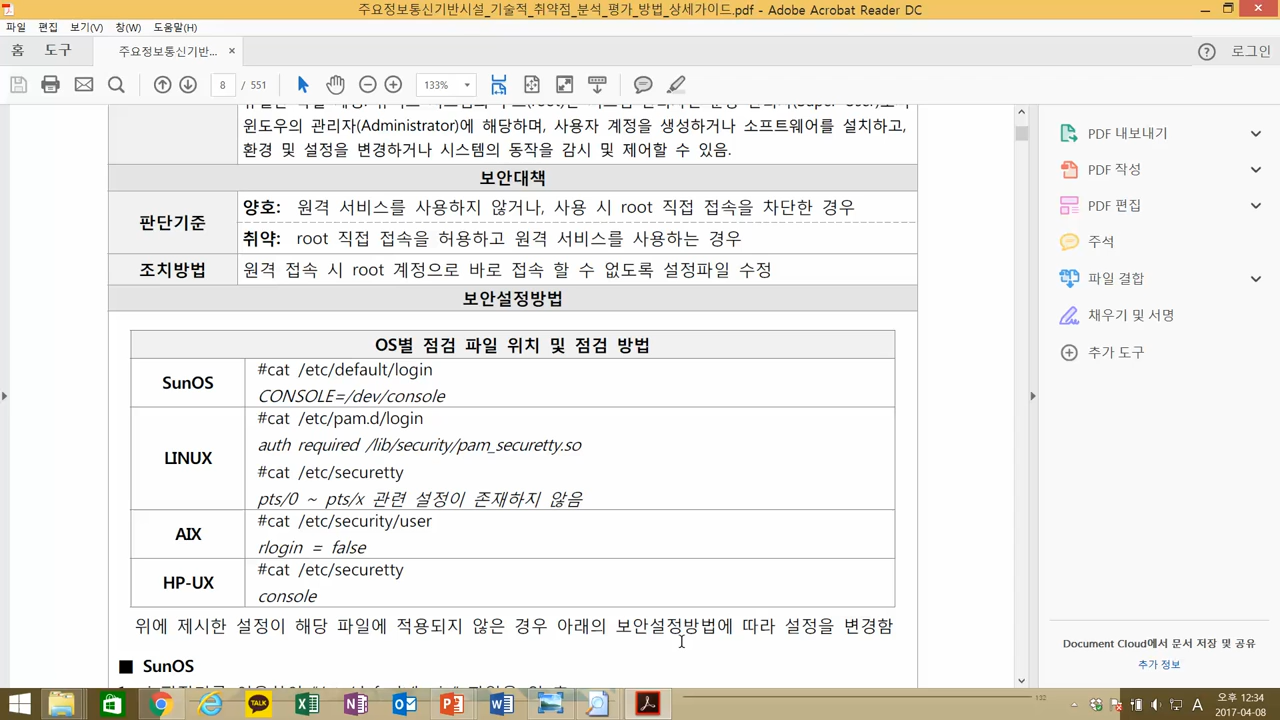 주요정보통신기반시설_기술적_취약점_분석_평가_방법_상세가이드.pdf - Adobe Acrobat Reader DC
파일 편집 보기(V) 창(W) 도움말(H)
홈 도구 주요정보통신기반... × 로그인
8 / 551 133%
윈도우의 관리자(Administrator)에 해당하며, 사용자 계정을 생성하거나 소프트웨어를 설치하고,
환경 및 설정을 변경하거나 시스템의 동작을 감시 및 제어할 수 있음.
보안대책
판단기준
양호: 원격 서비스를 사용하지 않거나, 사용 시 root 직접 접속을 차단한 경우
취약: root 직접 접속을 허용하고 원격 서비스를 사용하는 경우
조치방법 원격 접속 시 root 계정으로 바로 접속 할 수 없도록 설정파일 수정
보안설정방법
OS별 점검 파일 위치 및 점검 방법
SunOS
#cat /etc/default/login
CONSOLE=/dev/console
LINUX
#cat /etc/pam.d/login
auth required /lib/security/pam_securetty.so
#cat /etc/securetty
pts/0 ~ pts/x 관련 설정이 존재하지 않음
AIX
#cat /etc/security/user
rlogin = false
HP-UX
#cat /etc/securetty
console
위에 제시한 설정이 해당 파일에 적용되지 않은 경우 아래의 보안설정방법에 따라 설정을 변경함
■ SunOS
PDF 내보내기
PDF 작성
PDF 편집
주석
파일 결합
채우기 및 서명
추가 도구
Document Cloud에서 문서 저장 및 공유
추가 정보
TALK
132
A
오후 12:34
2017-04-08